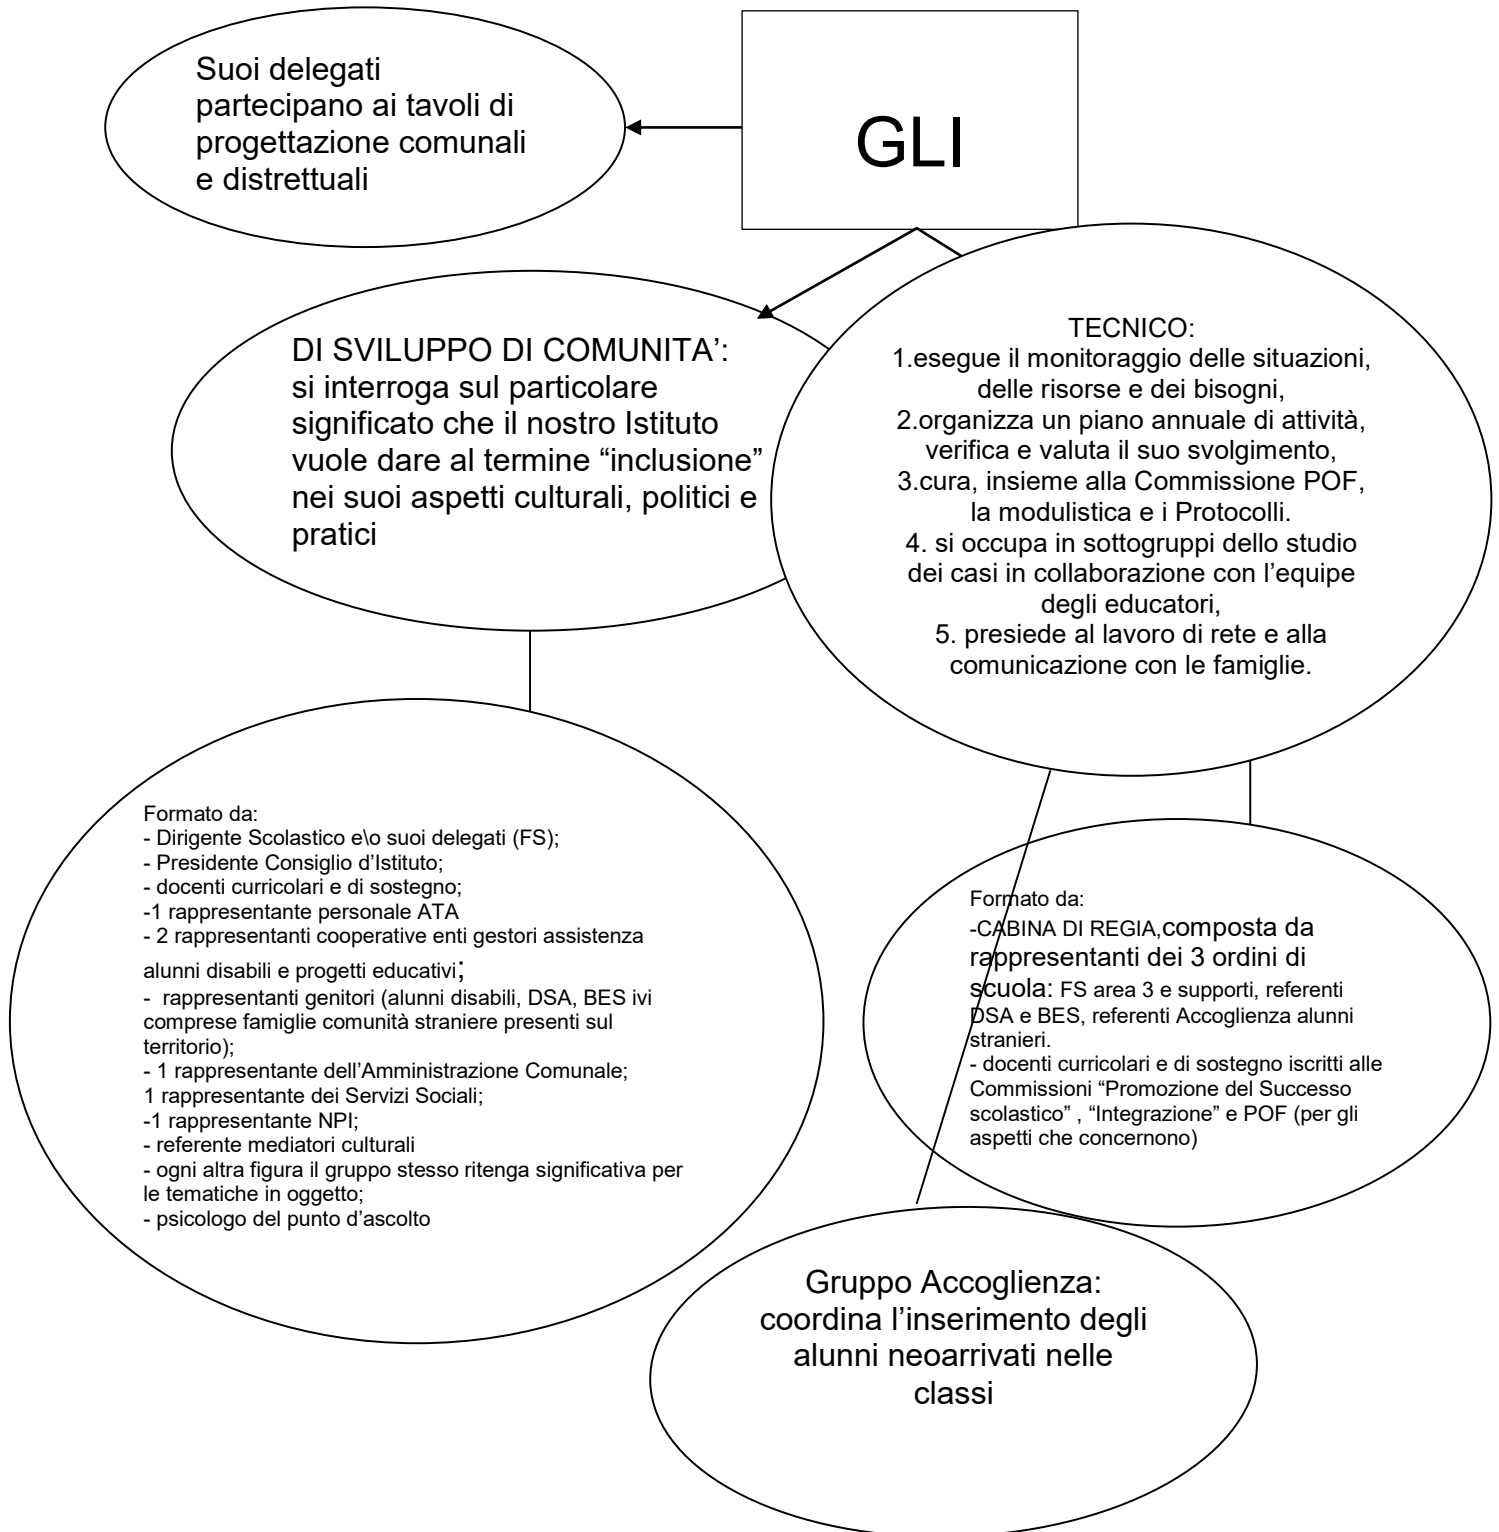 Suoi delegati
partecipano ai tavoli di
progettazione comunali
e distrettuali
GLI
DI SVILUPPO DI COMUNITA’:
si interroga sul particolare
significato che il nostro Istituto
vuole dare al termine “inclusione”
nei suoi aspetti culturali, politici e
pratici
TECNICO:
1.esegue il monitoraggio delle situazioni,
delle risorse e dei bisogni,
2.organizza un piano annuale di attività,
verifica e valuta il suo svolgimento,
3.cura, insieme alla Commissione POF,
la modulistica e i Protocolli.
4. si occupa in sottogruppi dello studio
dei casi in collaborazione con l’equipe
degli educatori,
5. presiede al lavoro di rete e alla
comunicazione con le famiglie.
Formato da:
- Dirigente Scolastico e\o suoi delegati (FS);
- Presidente Consiglio d’Istituto;
- docenti curricolari e di sostegno;
-1 rappresentante personale ATA
- 2 rappresentanti cooperative enti gestori assistenza
alunni disabili e progetti educativi;
- rappresentanti genitori (alunni disabili, DSA, BES ivi
comprese famiglie comunità straniere presenti sul
territorio);
- 1 rappresentante dell’Amministrazione Comunale;
1 rappresentante dei Servizi Sociali;
-1 rappresentante NPI;
- referente mediatori culturali
- ogni altra figura il gruppo stesso ritenga significativa per
le tematiche in oggetto;
- psicologo del punto d’ascolto
Formato da:
-CABINA DI REGIA,composta da
rappresentanti dei 3 ordini di
scuola: FS area 3 e supporti, referenti
DSA e BES, referenti Accoglienza alunni
stranieri.
- docenti curricolari e di sostegno iscritti alle
Commissioni “Promozione del Successo
scolastico” , “Integrazione” e POF (per gli
aspetti che concernono)
Gruppo Accoglienza:
coordina l’inserimento degli
alunni neoarrivati nelle
classi